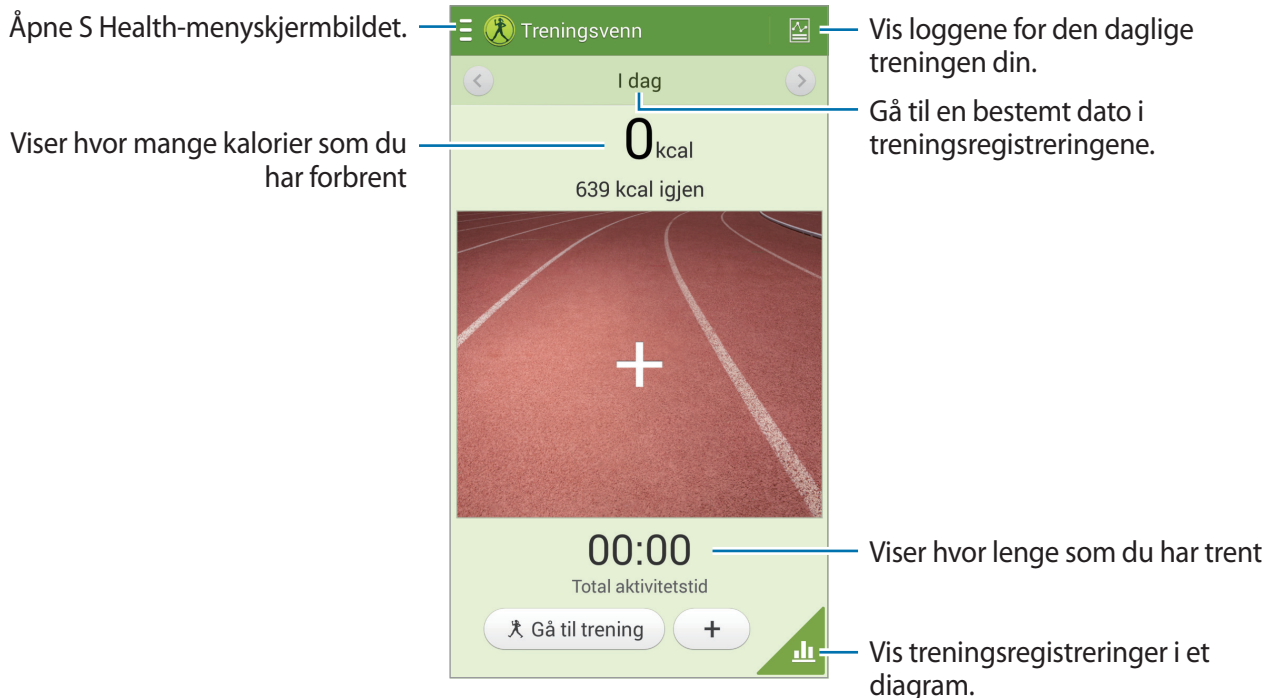 Åpne S Health-menyskjermbildet.
Treningsvenn
Vis loggene for den daglige
treningen din.
I dag
Gå til en bestemt dato i
treningsregistreringene.
Viser hvor mange kalorier som du
har forbrent
0 kcal
639 kcal igjen
00:00
Viser hvor lenge som du har trent
Total aktivitetstid
Gå til trening
+
Vis treningsregistreringer i et
diagram.